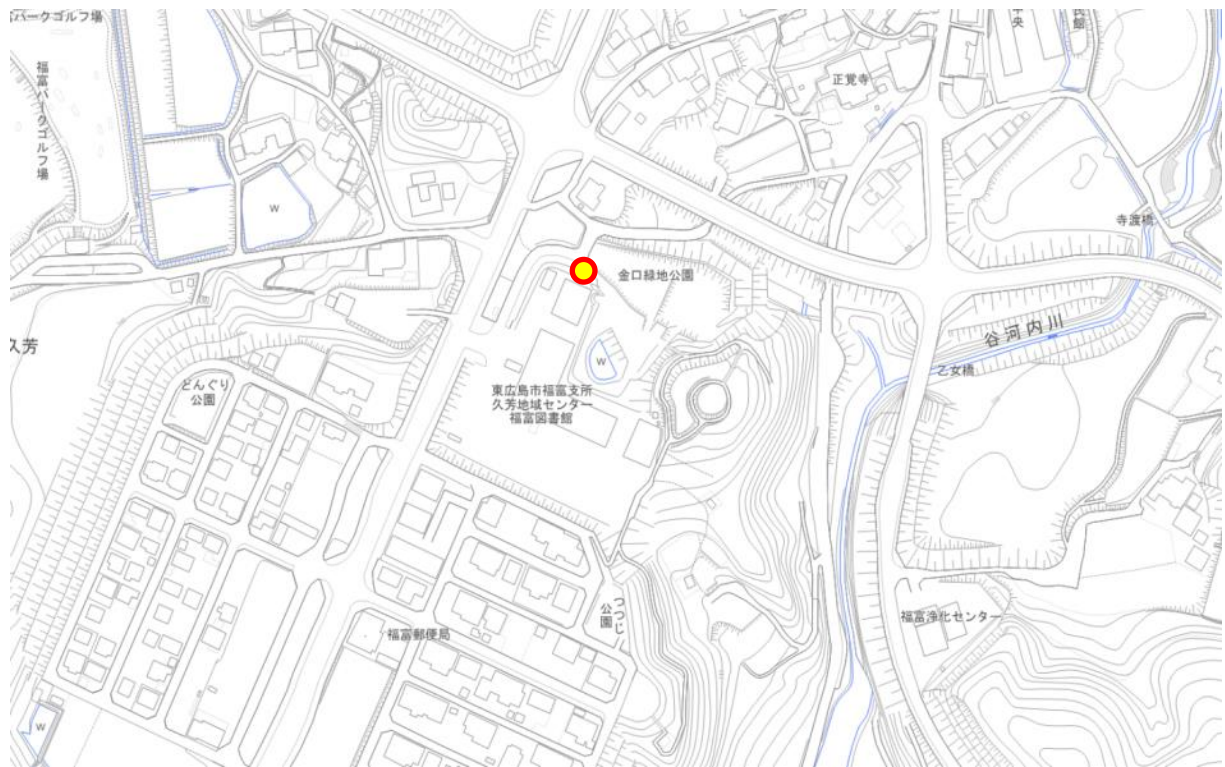 パークゴルフ場
福富パークゴルフ場
中央
民館
正覚寺
W
寺渡橋
金口緑地公園
谷河内川
乙女橋
久芳
どんぐり
公園
W
東広島市福富支所
久芳地域センター
福富図書館
つつじ
公園
福富浄化センター
福富郵便局
W